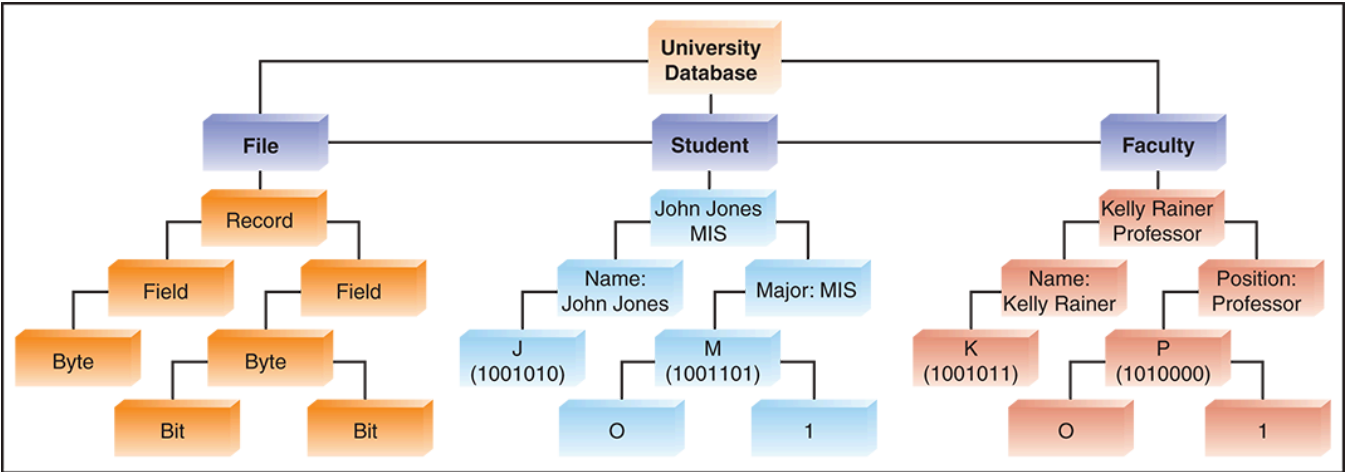 University
Database
File
Student
Faculty
Record
John Jones
MIS
Kelly Rainer
Professor
Field
Field
Name:
John Jones
Major: MIS
Name:
Kelly Rainer
Position:
Professor
Byte
Byte
J
(1001010)
M
(1001101)
K
(1001011)
P
(1010000)
Bit
Bit
O
1
O
1